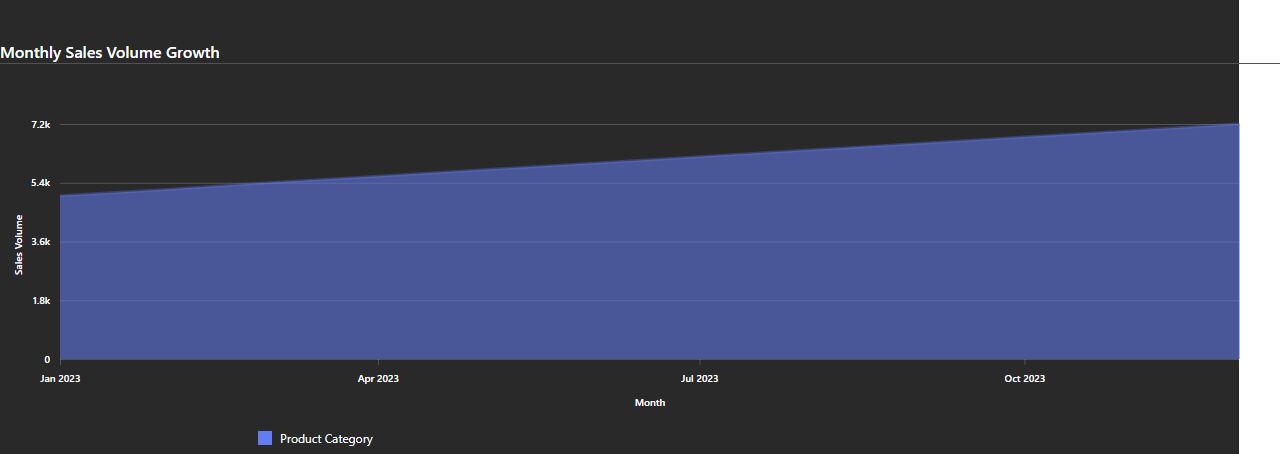 Monthly Sales Volume Growth
7.2k
5.4k
3.6k
1.8k
0
Sales Volume
Jan 2023 Apr 2023 Jul 2023 Oct 2023
Month
Product Category